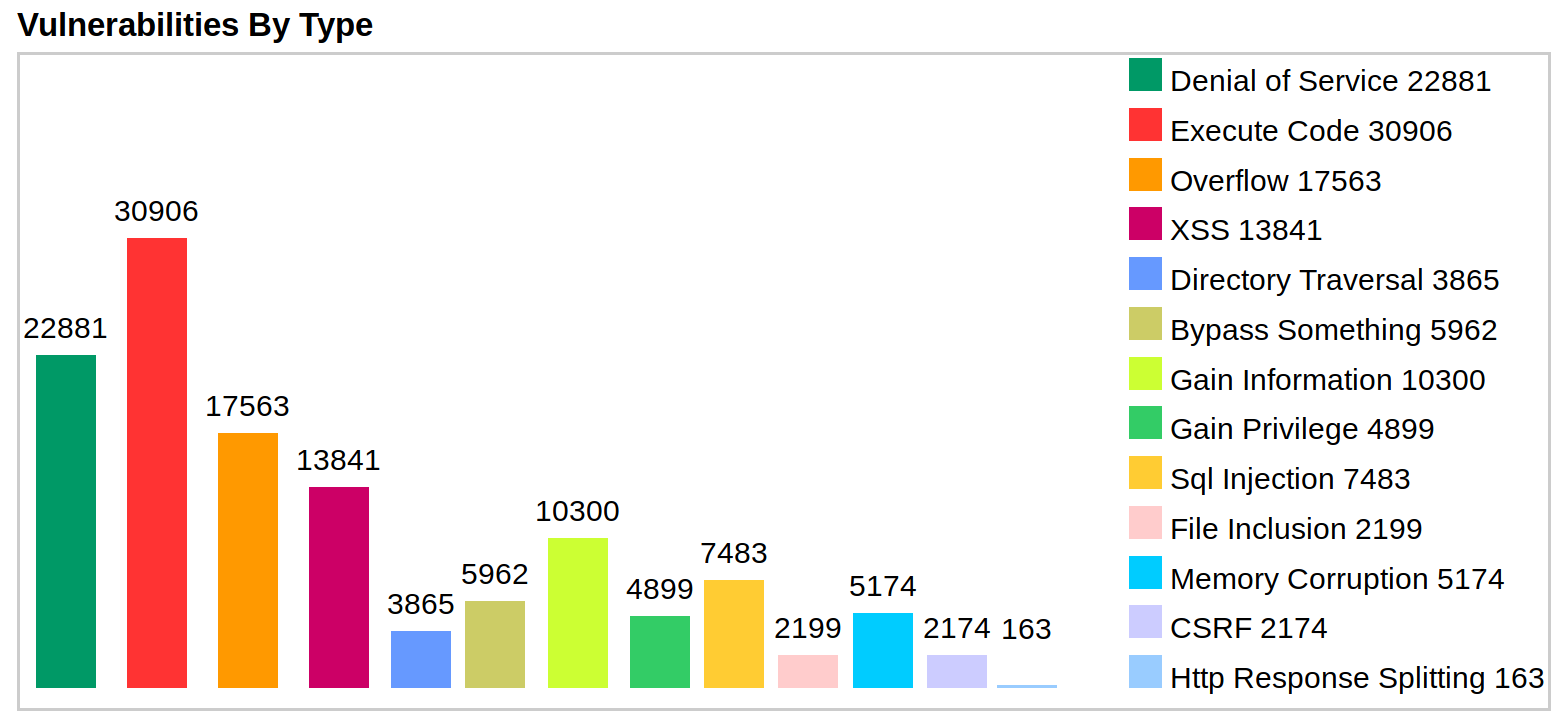 Vulnerabilities By Type
22881
30906
17563
13841
3865
5962
10300
4899
7483
2199
5174
2174
163
Denial of Service 22881
Execute Code 30906
Overflow 17563
XSS 13841
Directory Traversal 3865
Bypass Something 5962
Gain Information 10300
Gain Privilege 4899
Sql Injection 7483
File Inclusion 2199
Memory Corruption 5174
CSRF 2174
Http Response Splitting 163